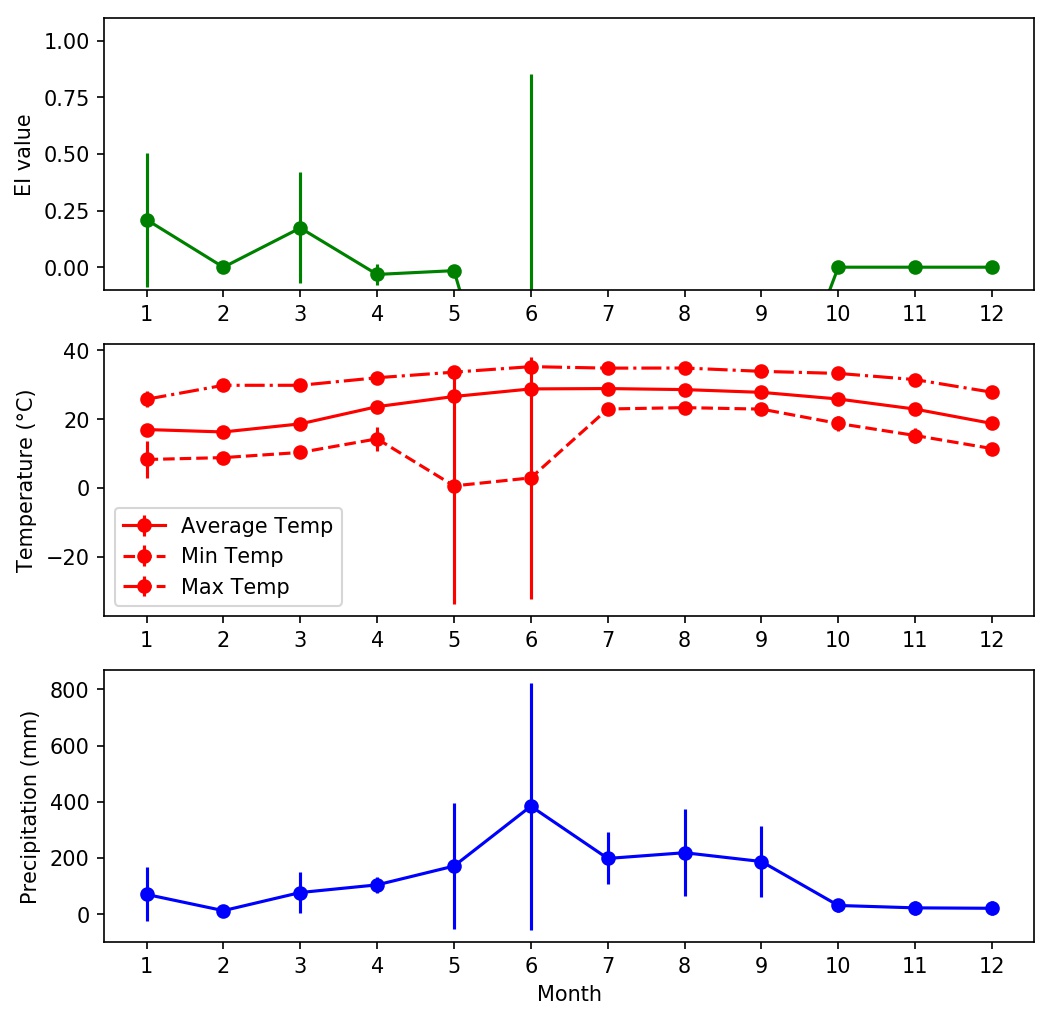 1.00
0.75
0.50
0.25
0.00
EI value
1 2 3 4 5 6 7 8 9 10 11 12
40
20
0
−20
Temperature (°C)
Average Temp
Min Temp
Max Temp
1 2 3 4 5 6 7 8 9 10 11 12
800
600
400
200
0
Precipitation (mm)
1 2 3 4 5 6 7 8 9 10 11 12
Month